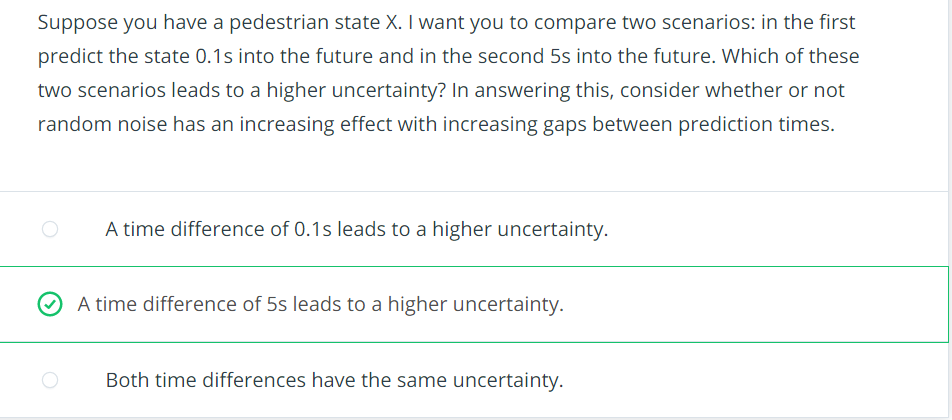 Suppose you have a pedestrian state X. I want you to compare two scenarios: in the first
predict the state 0.1s into the future and in the second 5s into the future. Which of these
two scenarios leads to a higher uncertainty? In answering this, consider whether or not
random noise has an increasing effect with increasing gaps between prediction times.
A time difference of 0.1s leads to a higher uncertainty.
A time difference of 5s leads to a higher uncertainty.
Both time differences have the same uncertainty.